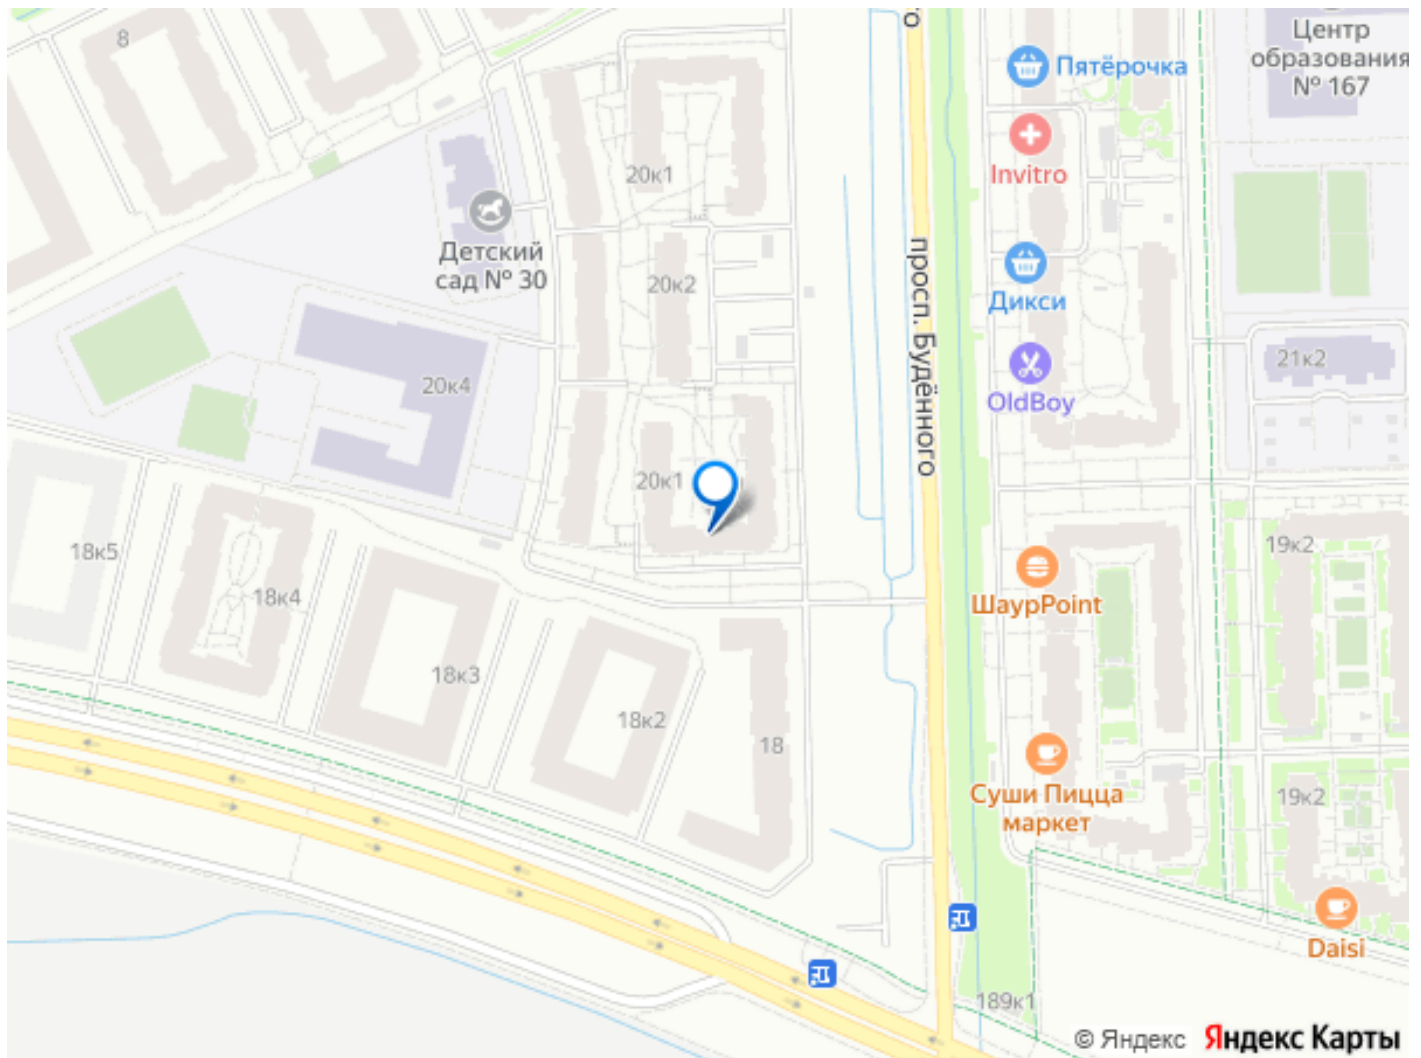 го
8
Центр
образования
№ 167
Пятёрочка
Invitro
20к1
Детский
сад № 30
20к2
просп. Будённого
Дикси
21к2
20к4
OldBoy
20к1
18к5
19к2
18к4
ШаурPoint
18к3
18к2
18
Суши Пицца
маркет
19к2
Daisi
189к1
© Яндекс Яндекс Карты